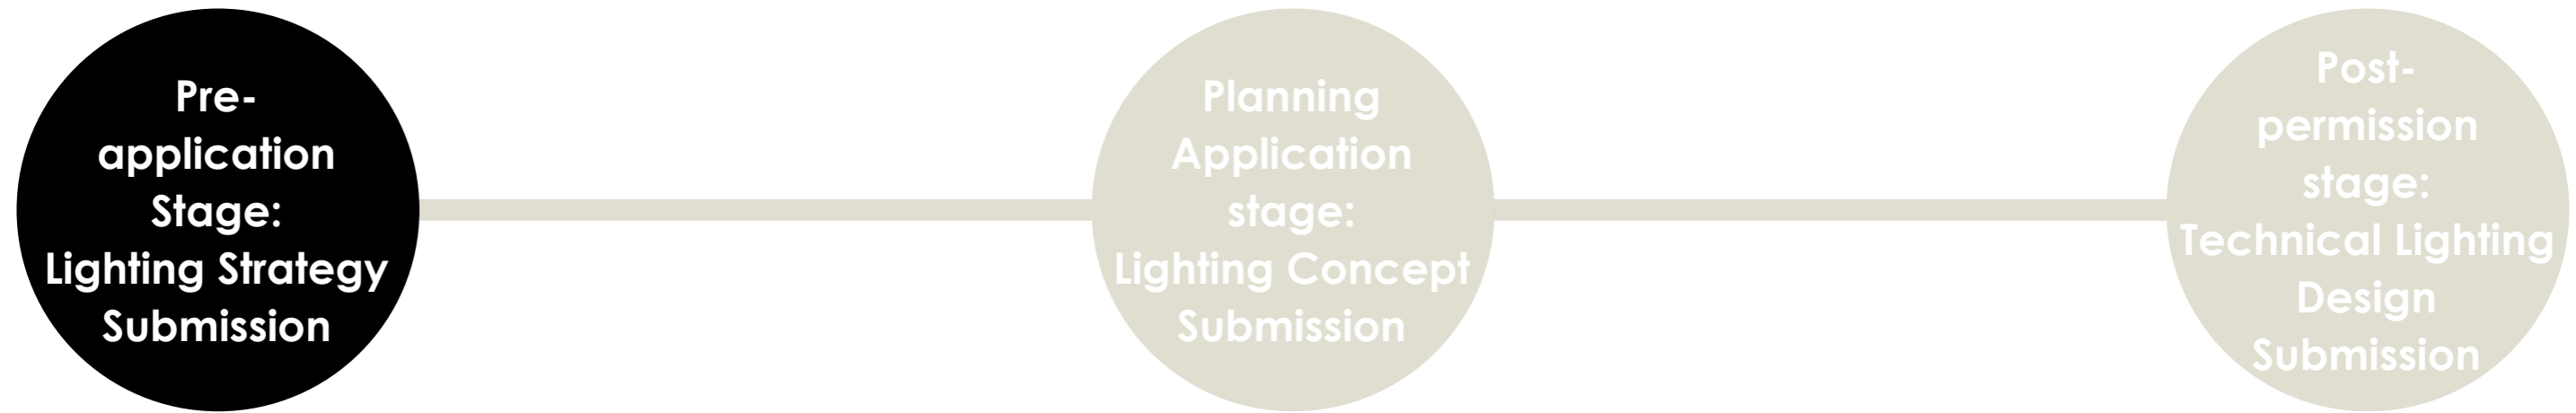 Pre-
application
Stage:
Lighting Strategy
Submission
Planning
Application
stage:
Lighting Concept
Submission
Post-
permission
stage:
Technical Lighting
Design
Submission